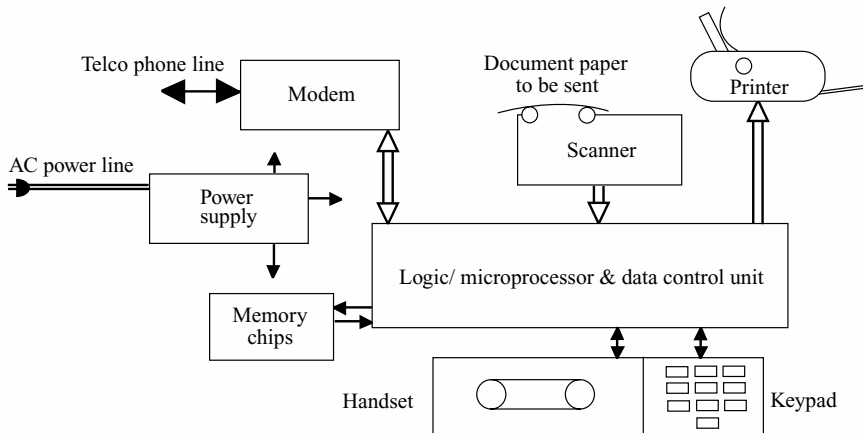 Telco phone line
Modem
Document paper
to be sent
Printer
Scanner
AC power line
Power
supply
Logic/ microprocessor & data control unit
Memory
chips
Handset
Keypad